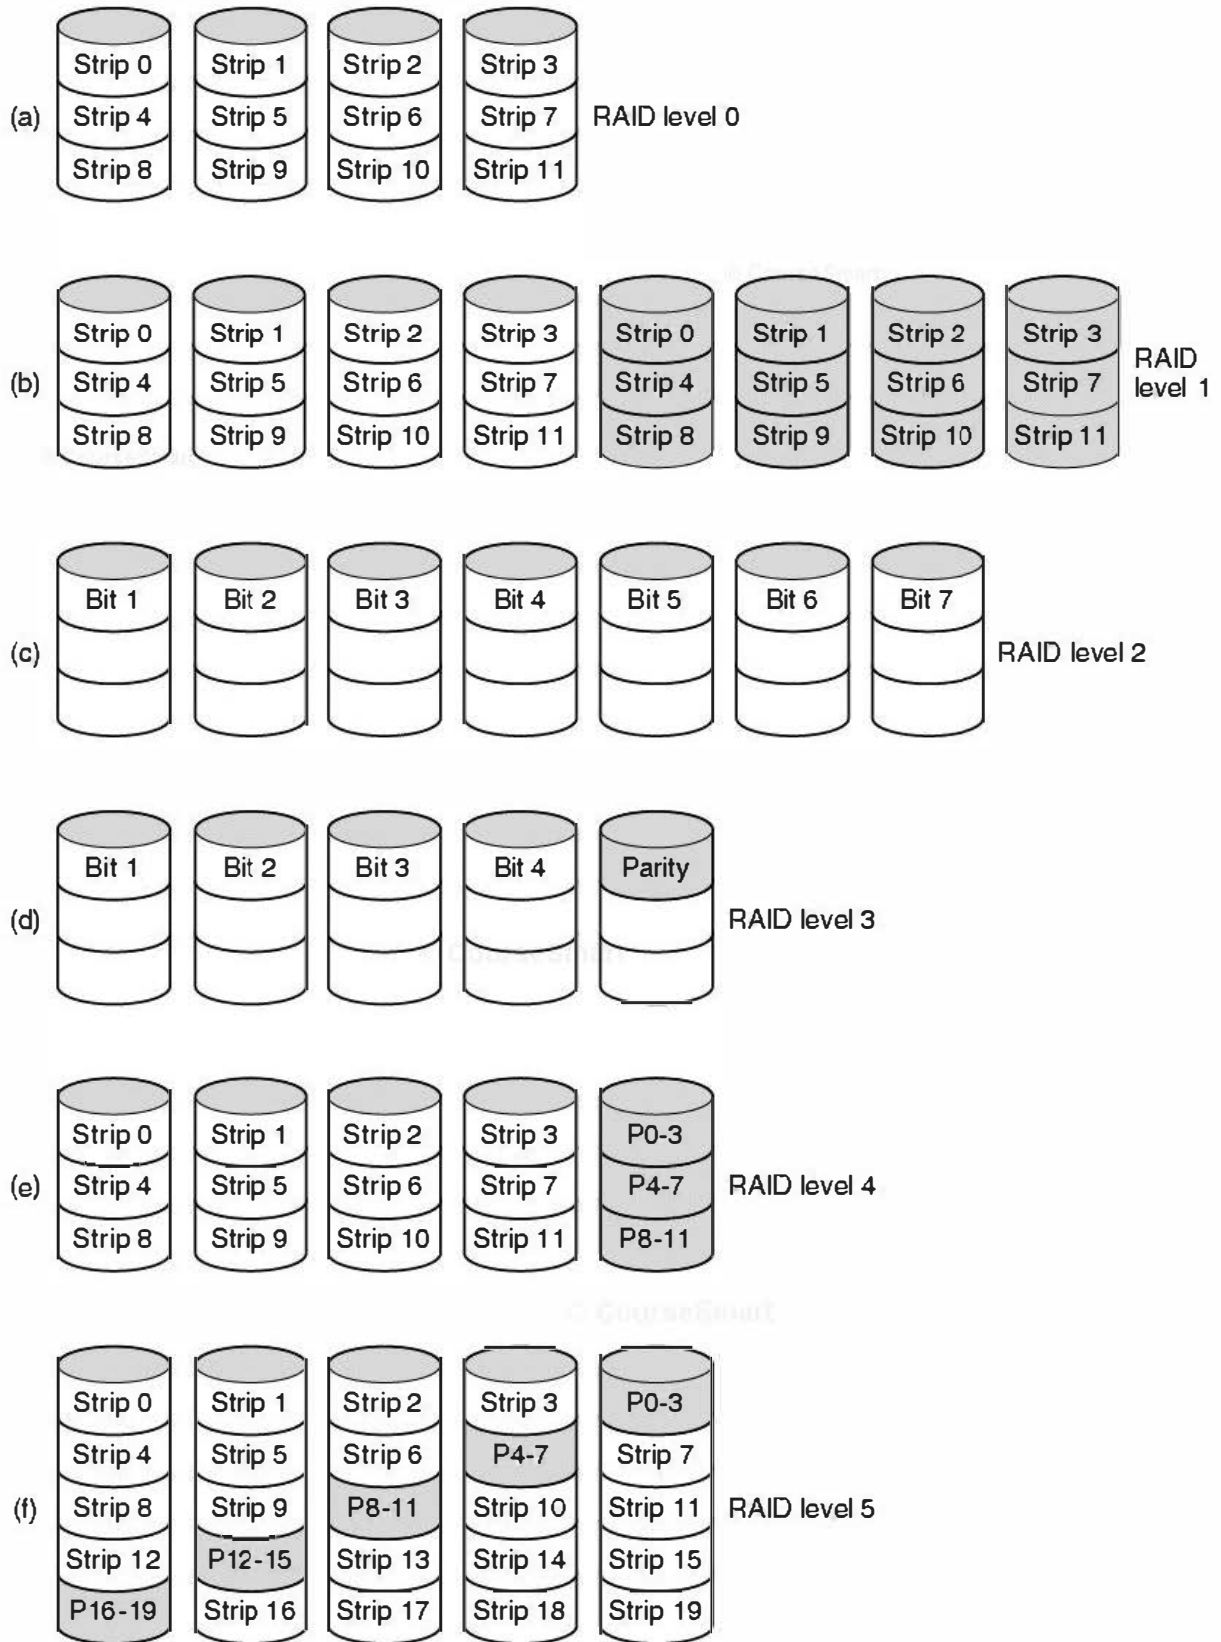 Strip 0 Strip 1 Strip 2 Strip 3
(a) Strip 4 Strip 5 Strip 6 Strip 7 RAID level 0
Strip 8 Strip 9 Strip 10 Strip 11
© CourseSmart
Strip 0 Strip 1 Strip 2 Strip 3 Strip 0 Strip 1 Strip 2 Strip 3
(b) Strip 4 Strip 5 Strip 6 Strip 7 Strip 4 Strip 5 Strip 6 Strip 7 RAID level 1
Strip 8 Strip 9 Strip 10 Strip 11 Strip 8 Strip 9 Strip 10 Strip 11
© CourseSmart
Bit 1 Bit 2 Bit 3 Bit 4 Bit 5 Bit 6 Bit 7
(c) RAID level 2
Bit 1 Bit 2 Bit 3 Bit 4 Parity
(d) RAID level 3
© CourseSmart
Strip 0 Strip 1 Strip 2 Strip 3 P0-3
(e) Strip 4 Strip 5 Strip 6 Strip 7 P4-7 RAID level 4
Strip 8 Strip 9 Strip 10 Strip 11 P8-11
© CourseSmart
Strip 0 Strip 1 Strip 2 Strip 3 P0-3
Strip 4 Strip 5 Strip 6 P4-7 Strip 7
(f) Strip 8 Strip 9 P8-11 Strip 10 Strip 11 RAID level 5
Strip 12 P12-15 Strip 13 Strip 14 Strip 15
P16-19 Strip 16 Strip 17 Strip 18 Strip 19